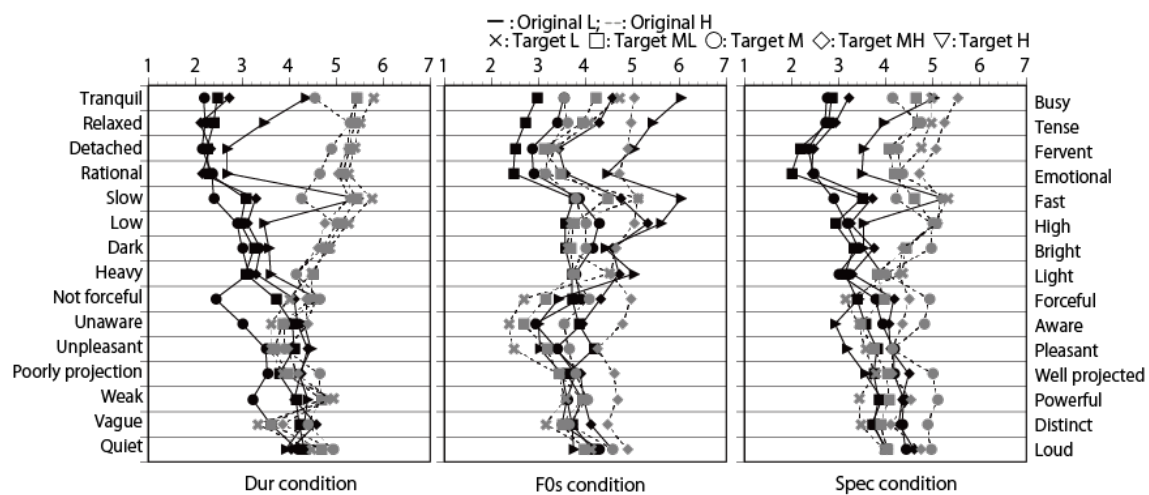 — : Original L; --: Original H
×: Target L □: Target ML ○: Target M ◇: Target MH ▽: Target H
1 2 3 4 5 6 7 1 2 3 4 5 6 7 1 2 3 4 5 6 7
Tranquil Busy
Relaxed Tense
Detached Fervent
Rational Emotional
Slow Fast
Low High
Dark Bright
Heavy Light
Not forceful Forceful
Unaware Aware
Unpleasant Pleasant
Poorly projection Well projected
Weak Powerful
Vague Distinct
Quiet Loud
Dur condition F0s condition Spec condition